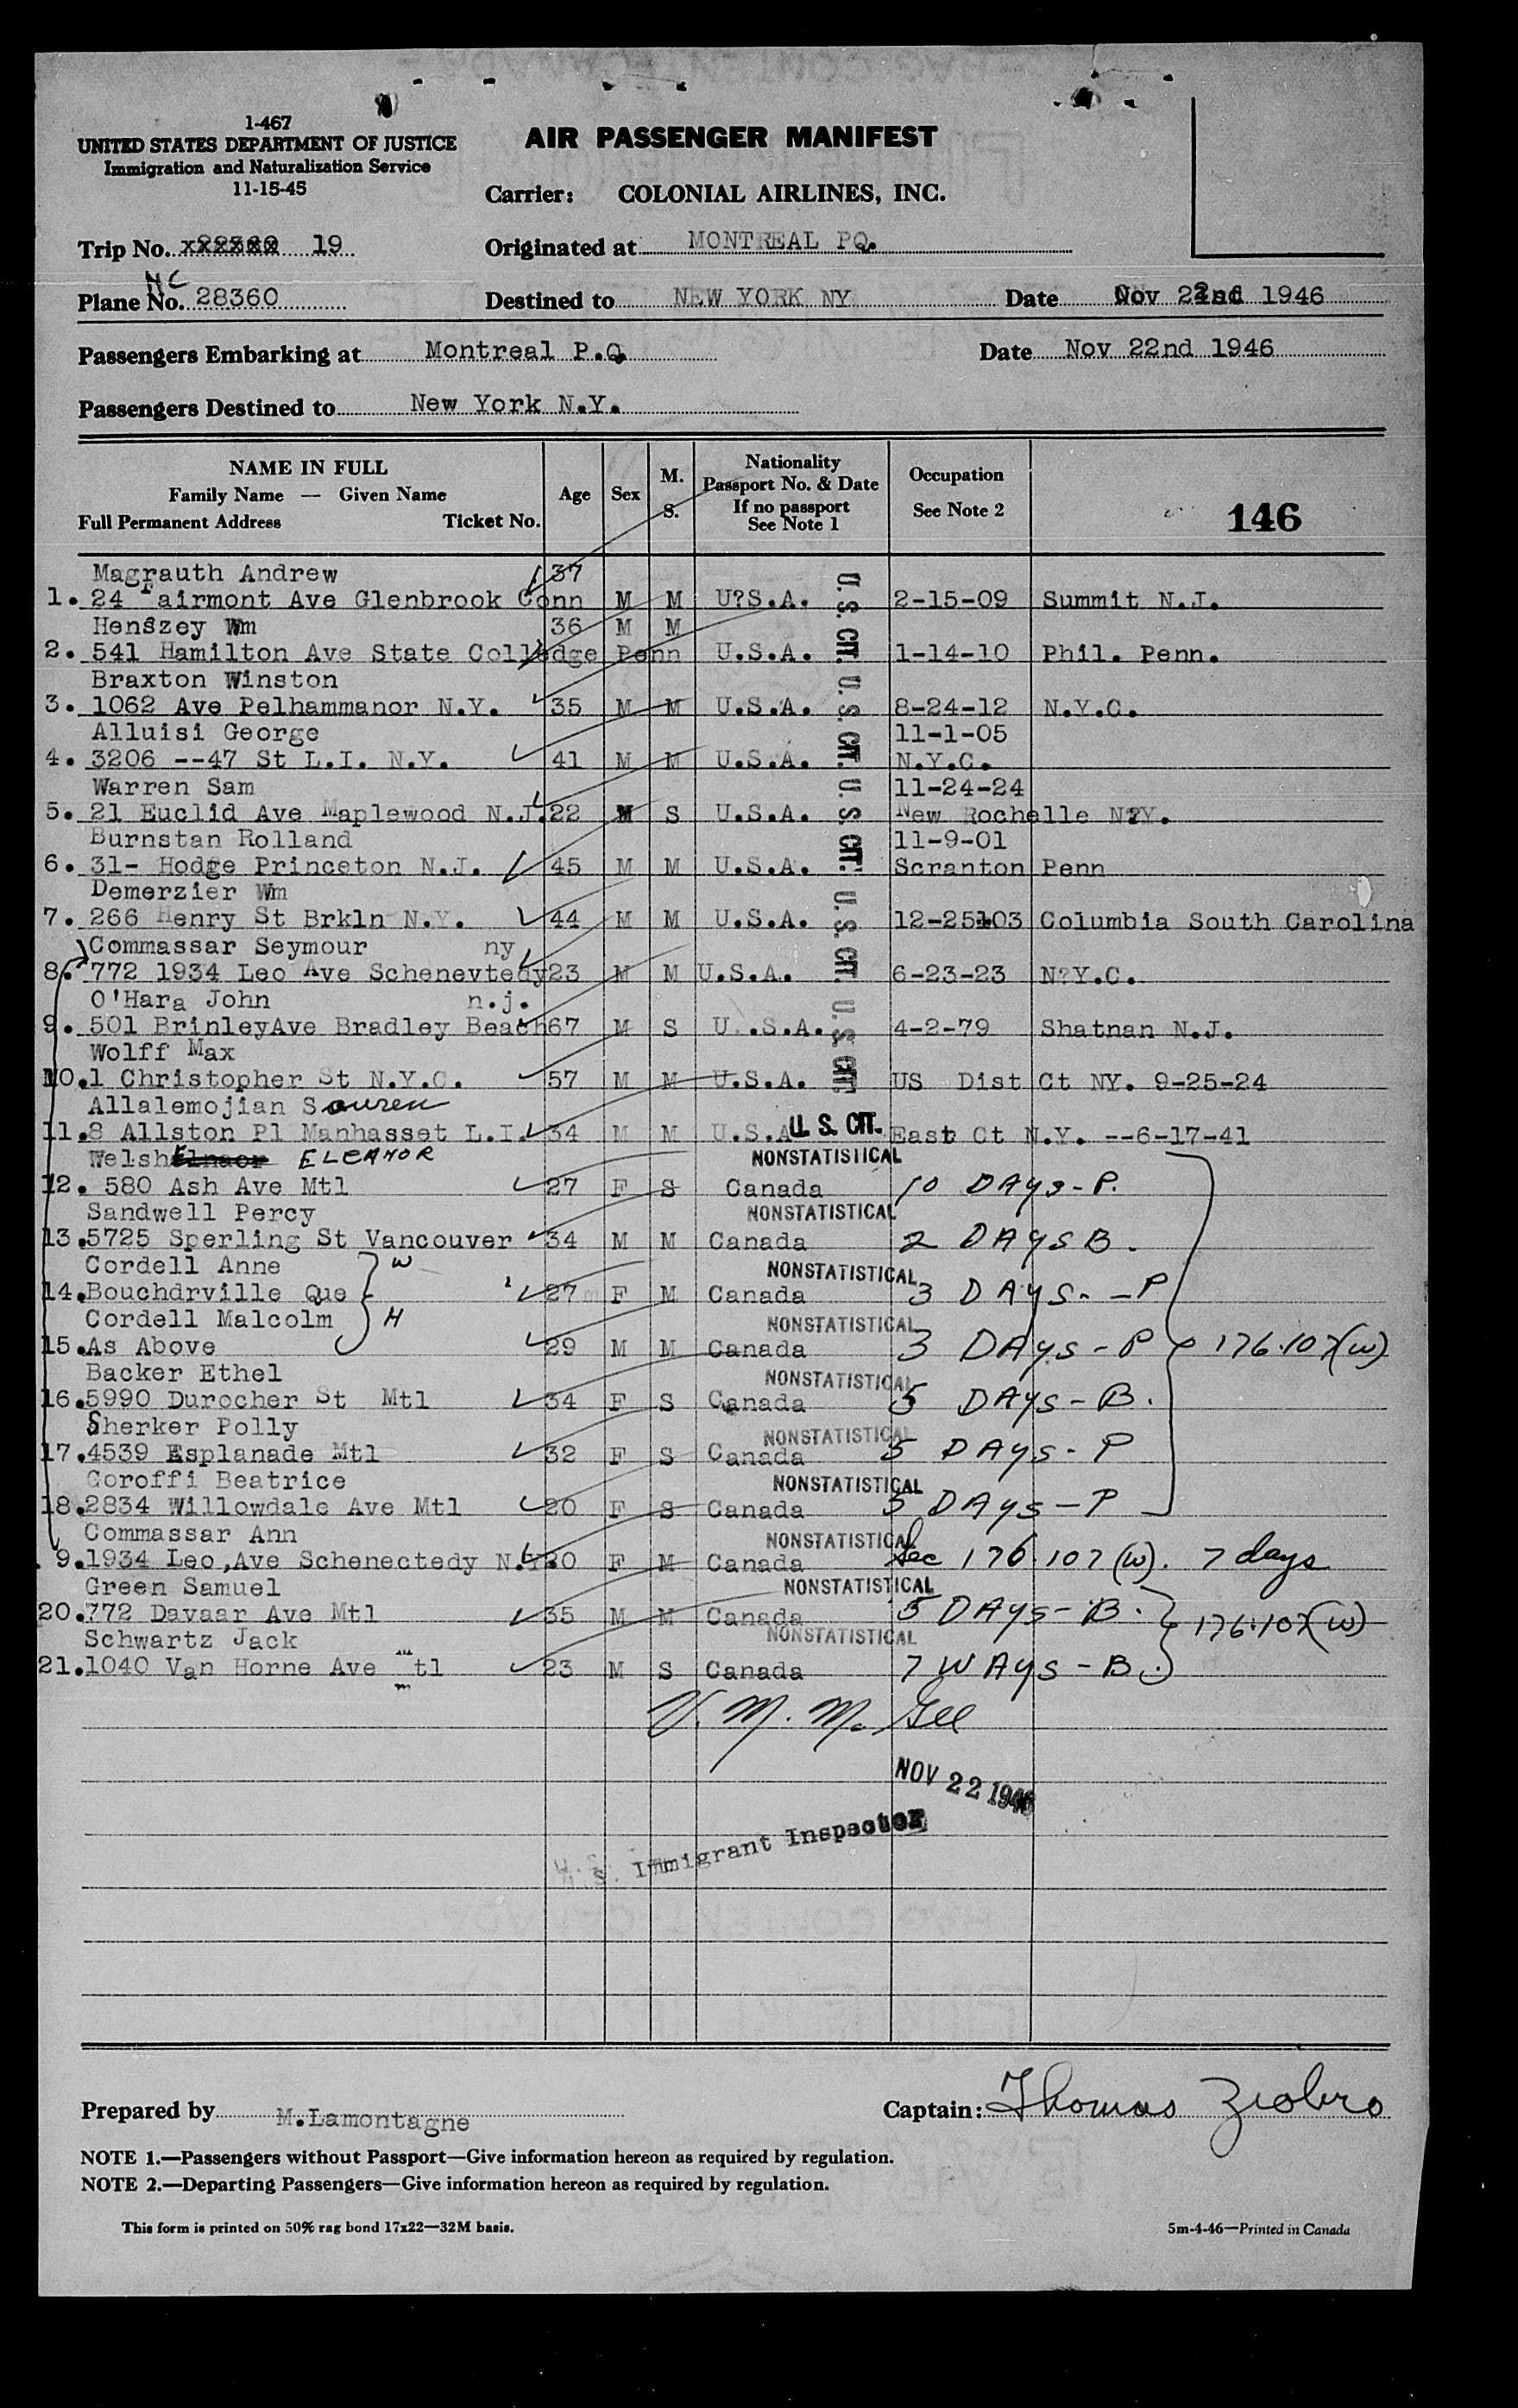 1-467
UNITED STATES DEPARTMENT OF JUSTICE
Immigration and Naturalization Service
11-15-45
AIR PASSENGER MANIFEST
Carrier: COLONIAL AIRLINES, INC.
Trip No. 19
Originated at MONTREAL PQ.
NC
Plane No. 28360
Destined to NEW YORK NY
Date Nov 22nd 1946
Passengers Embarking at Montreal P.Q
Date Nov 22nd 1946
Passengers Destined to New York N.Y.
NAME IN FULL
Family Name — Given Name
Full Permanent Address Ticket No.
Age
Sex
M.
S.
Nationality
Passport No. & Date
If no passport
See Note 1
Occupation
See Note 2
146
Magrauth Andrew 37
1. 24 Fairmont Ave Glenbrook Conn M M U?S.A. U.S. CIT. 2-15-09 Summit N.J.
Henszey Wm 36 M M
2. 541 Hamilton Ave State Colledge Penn U.S.A. 1-14-10 Phil. Penn.
Braxton Winston
3. 1062 Ave Pelhammanor N.Y. 35 M M U.S.A. U.S. CIT. 8-24-12 N.Y.C.
Alluisi George 11-1-05
4. 3206 --47 St L.I. N.Y. 41 M M U.S.A. N.Y.C.
Warren Sam 11-24-24
5. 21 Euclid Ave Maplewood N.J. 22 M S U.S.A. U.S. CIT. New Rochelle N?Y.
Burnstan Rolland 11-9-01
6. 31- Hodge Princeton N.J. 45 M M U.S.A. Scranton Penn
Demerzier Wm
7. 266 Henry St Brkln N.Y. 44 M M U.S.A. U.S. CIT. 12-25-03 Columbia South Carolina
Commassar Seymour ny
8. 772 1934 Leo Ave Schenevtedy 23 M M U.S.A. 6-23-23 N?Y.C.
O'Hara John n.j.
9. 501 BrinleyAve Bradley Beach 67 M S U.S.A. U.S. CIT. 4-2-79 Shatnan N.J.
Wolff Max
10. 1 Christopher St N.Y.C. 57 M M U.S.A. US Dist Ct NY. 9-25-24
Allalemojian Souren
11. 8 Allston Pl Manhasset L.I. 34 M M U.S.A U.S. CIT. East Ct N.Y. --6-17-41
Welsh Elnaor ELEANOR NONSTATISTICAL
12. 580 Ash Ave Mtl 27 F S Canada 10 DAYS - P.
Sandwell Percy NONSTATISTICAL
13. 5725 Sperling St Vancouver 34 M M Canada 2 DAYS B.
Cordell Anne W NONSTATISTICAL
14. Bouchdrville Que 27 F M Canada 3 DAYS - P
Cordell Malcolm H NONSTATISTICAL
15. As Above 29 M M Canada 3 DAYS - P 176.107(w)
Backer Ethel NONSTATISTICAL
16. 5990 Durocher St Mtl 34 F S Canada 5 DAYS - B.
Sherker Polly NONSTATISTICAL
17. 4539 Esplanade Mtl 32 F S Canada 5 DAYS - P
Goroffi Beatrice NONSTATISTICAL
18. 2834 Willowdale Ave Mtl 20 F S Canada 5 DAYS - P
Commassar Ann NONSTATISTICAL
9. 1934 Leo,Ave Schenectedy N.Y. 20 F M Canada Sec 176.107 (w). 7 days
Green Samuel NONSTATISTICAL
20. 772 Davaar Ave Mtl 35 M M Canada 5 DAYS - B. 176.107(w)
Schwartz Jack NONSTATISTICAL
21. 1040 Van Horne Ave mtl 23 M S Canada 7 WAYS - B.
V. M. McGee
NOV 22 1946
U.S. Immigrant Inspector
Prepared by M.Lamontagne
Captain: Thomas Ziobro
NOTE 1.—Passengers without Passport—Give information hereon as required by regulation.
NOTE 2.—Departing Passengers—Give information hereon as required by regulation.
This form is printed on 50% rag bond 17x22—32M basis.
5m-4-46—Printed in Canada